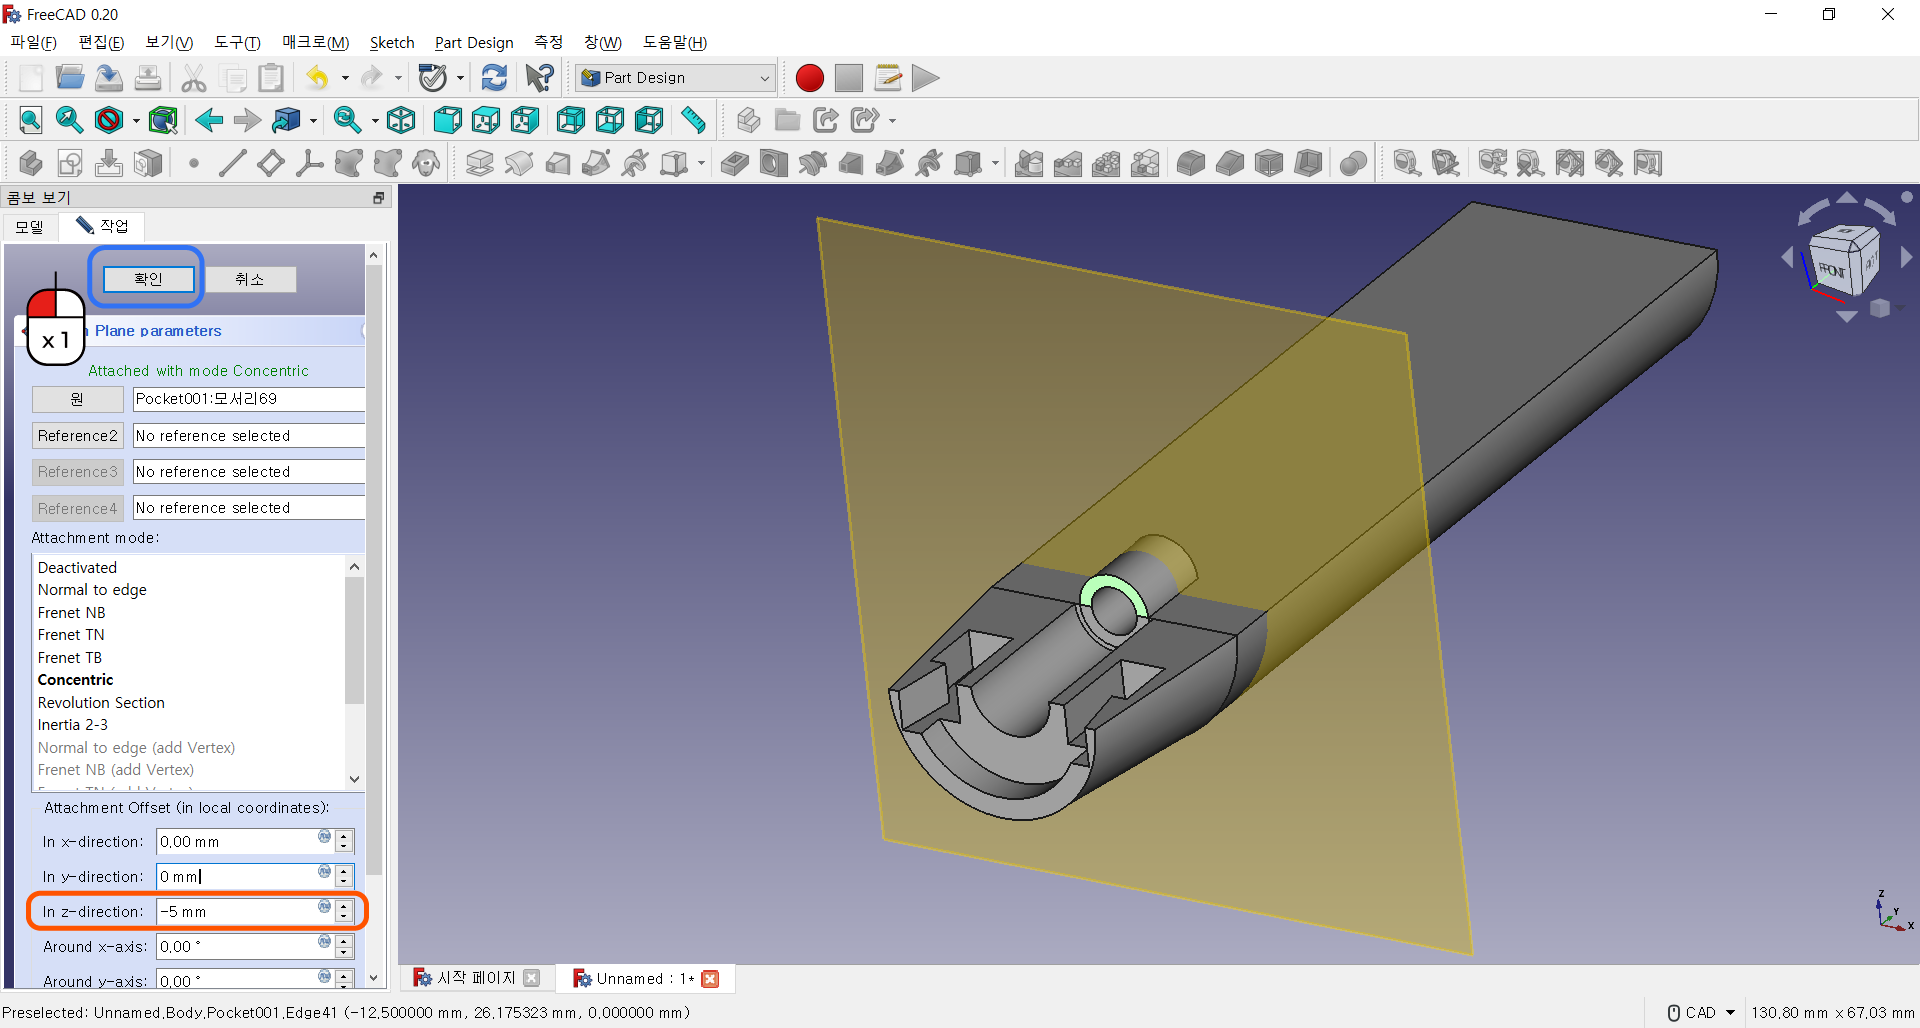 FreeCAD 0.20
파일(F) 편집(E) 보기(V) 도구(T) 매크로(M) Sketch Part Design 측정 창(W) 도움말(H)
Part Design
콤보 보기
모델 작업
확인 취소
x 1
Plane parameters
Attached with mode Concentric
원 Pocket001:모서리69
Reference2 No reference selected
Reference3 No reference selected
Reference4 No reference selected
Attachment mode:
Deactivated
Normal to edge
Frenet NB
Frenet TN
Frenet TB
Concentric
Revolution Section
Inertia 2-3
Normal to edge (add Vertex)
Frenet NB (add Vertex)
Attachment Offset (in local coordinates):
In x-direction: 0.00 mm
In y-direction: 0 mm
In z-direction: -5 mm
Around x-axis: 0.00 °
Around y-axis: 0.00 °
FRONT
Z
Y
X
시작 페이지 Unnamed : 1*
Preselected: Unnamed.Body.Pocket001.Edge41 (-12.500000 mm, 26.175323 mm, 0.000000 mm)
CAD 130.80 mm x 67.03 mm